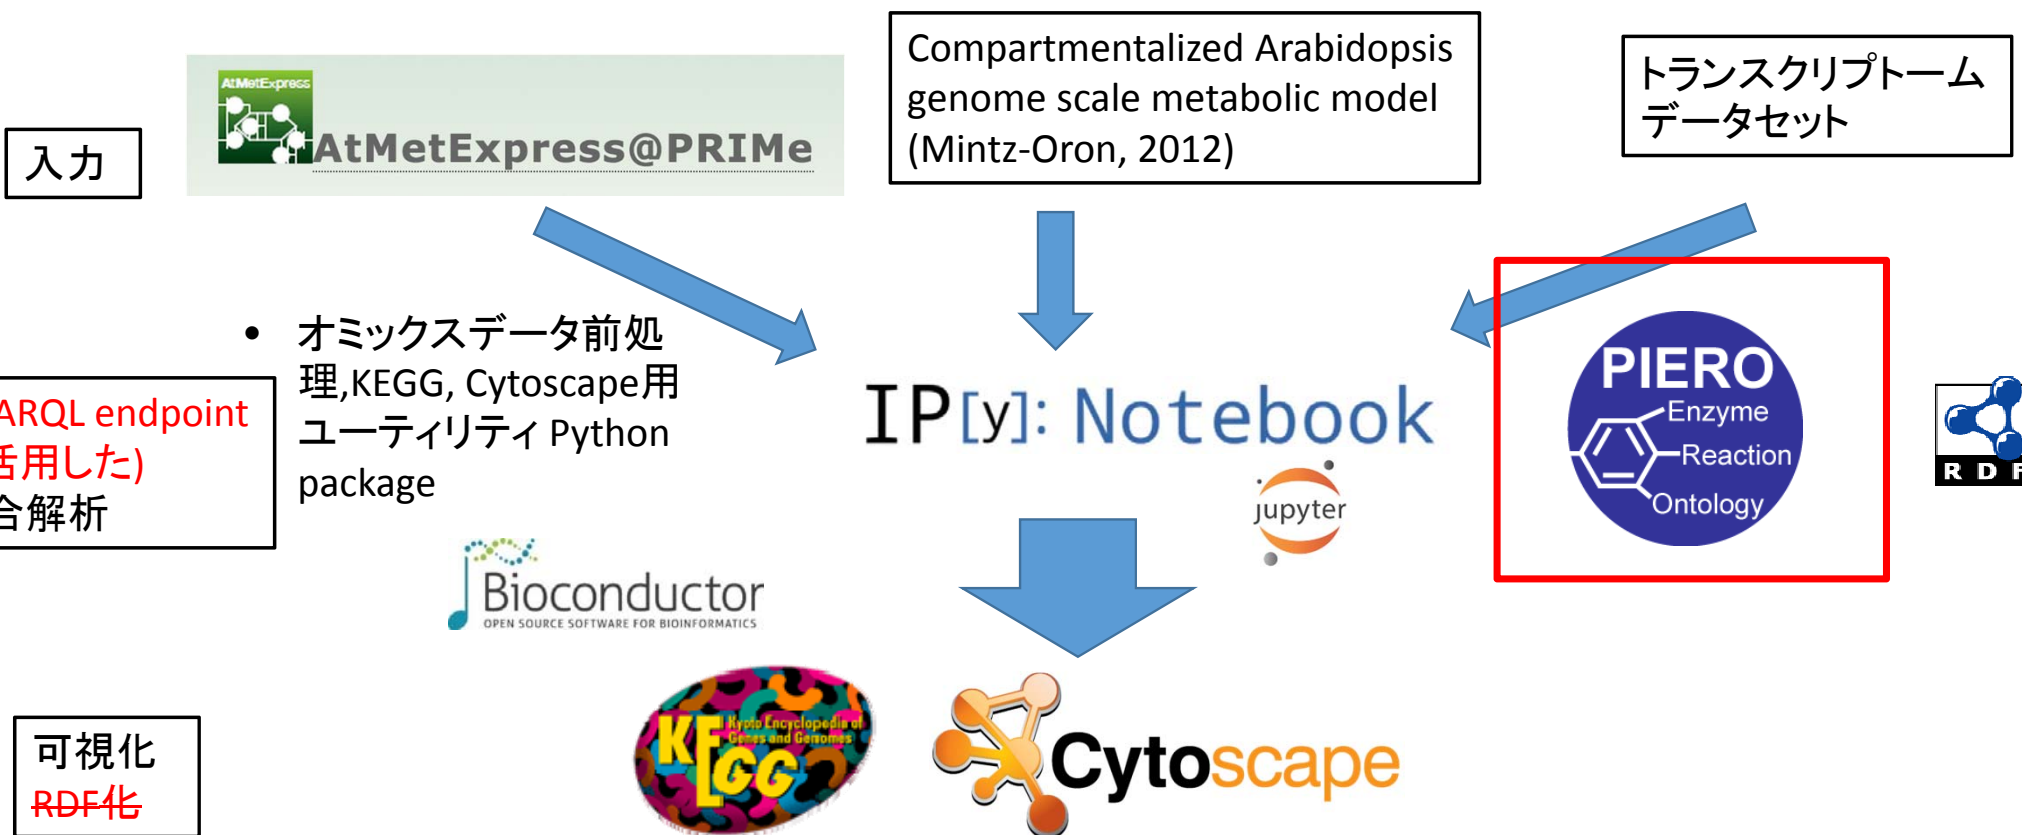 入力
AtMetExpress
AtMetExpress@PRIMe
Compartmentalized Arabidopsis
genome scale metabolic model
(Mintz-Oron, 2012)
トランスクリプトーム
データセット
ARQL endpoint
活用した)
合解析
• オミックスデータ前処
理,KEGG, Cytoscape用
ユーティリティ Python
package
IP[y]: Notebook
jupyter
PIERO
Enzyme
Reaction
Ontology
RDF
Bioconductor
OPEN SOURCE SOFTWARE FOR BIOINFORMATICS
可視化
RDF化
KEGG
Kyoto Encyclopedia of
Genes and Genomes
Cytoscape